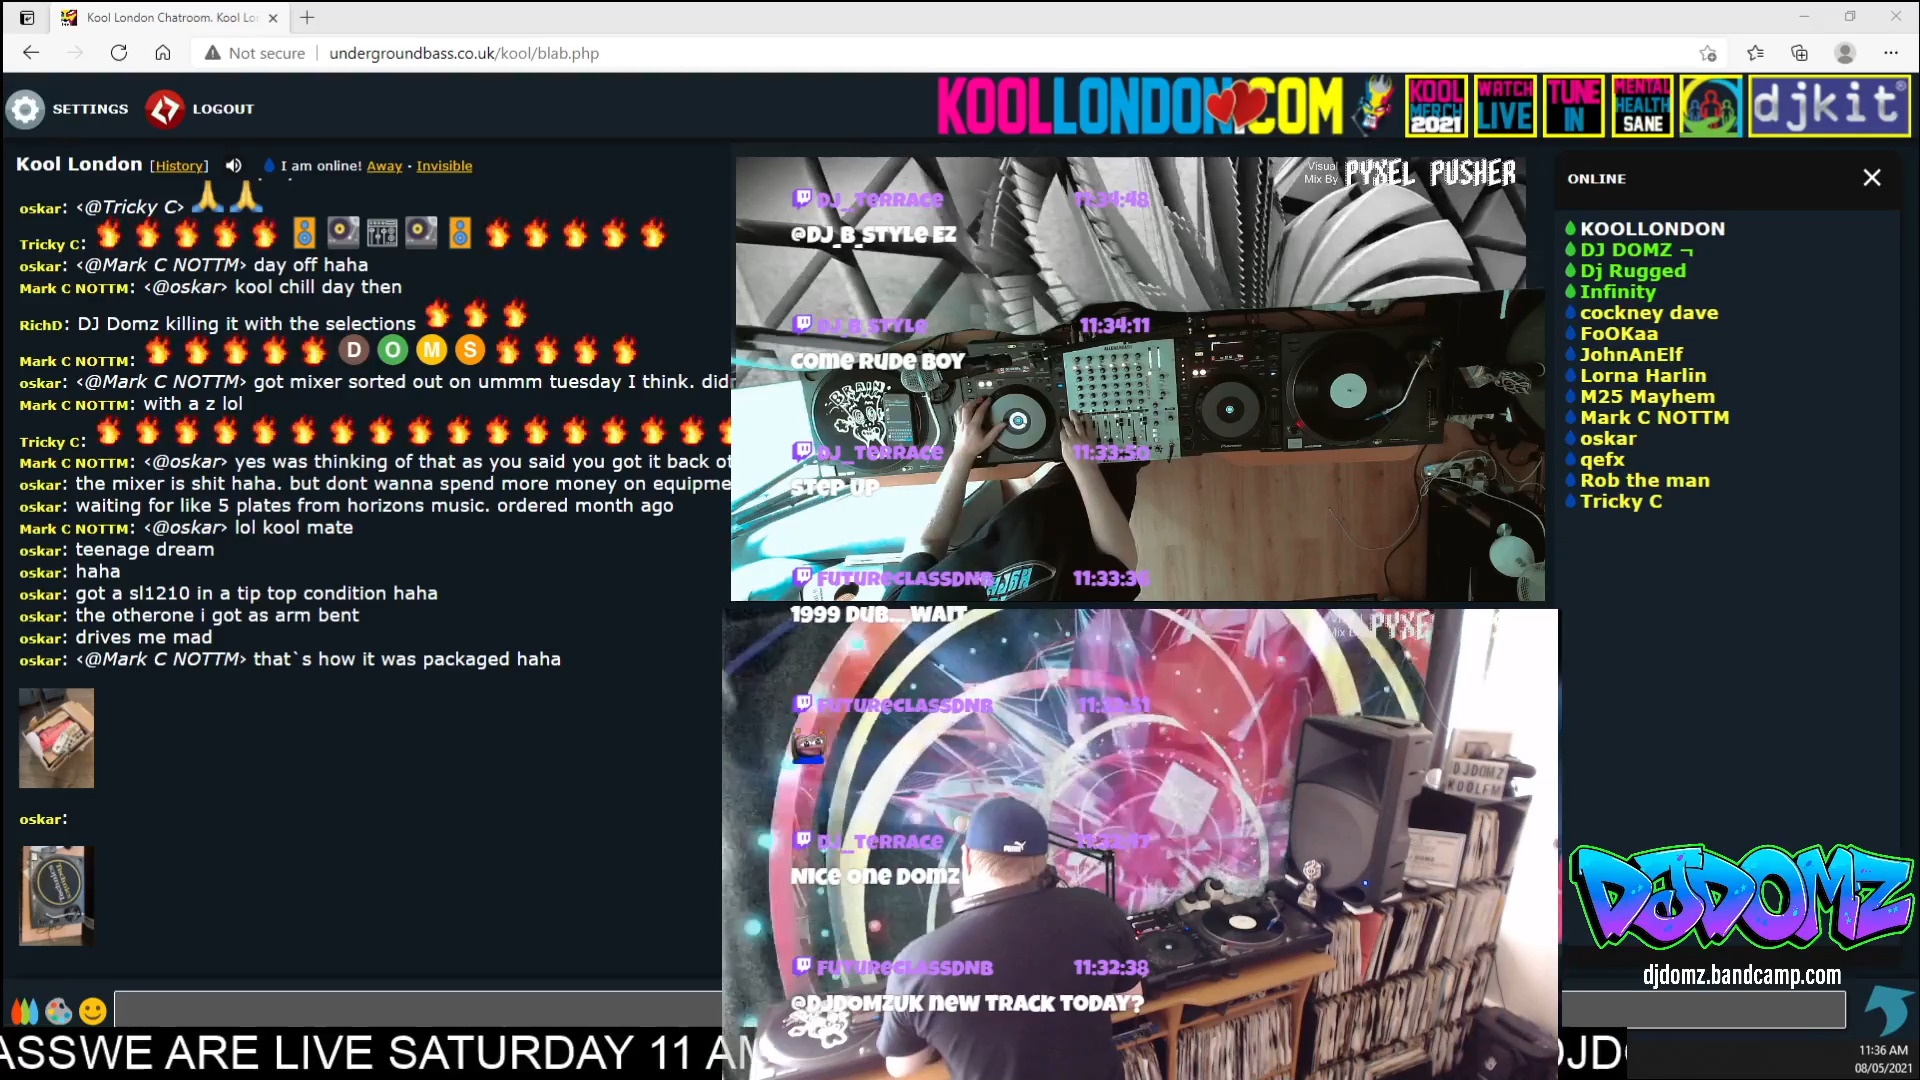 Kool London Chatroom. Kool Lo
Not secure
undergroundbass.co.uk/kool/blab.php
SETTINGS
LOGOUT
KOOLLONDON.COM
KOOL MERCH 2021
WATCH LIVE
TUNE IN
MENTAL HEALTH SANE
djkit
Kool London [History] I am online! Away - Invisible
oskar: <@Tricky C>
Tricky C:
oskar: <@Mark C NOTTM> day off haha
Mark C NOTTM: <@oskar> kool chill day then
RichD: DJ Domz killing it with the selections
Mark C NOTTM: D O M S
oskar: <@Mark C NOTTM> got mixer sorted out on ummm tuesday I think. didn
Mark C NOTTM: with a z lol
Tricky C:
Mark C NOTTM: <@oskar> yes was thinking of that as you said you got it back ot
oskar: the mixer is shit haha. but dont wanna spend more money on equipme
oskar: waiting for like 5 plates from horizons music. ordered month ago
Mark C NOTTM: <@oskar> lol kool mate
oskar: teenage dream
oskar: haha
oskar: got a sl1210 in a tip top condition haha
oskar: the otherone i got as arm bent
oskar: drives me mad
oskar: <@Mark C NOTTM> that`s how it was packaged haha
oskar:
Visual Mix By PYXEL PUSHER
DJ_Terrace 11:34:48
@DJ_B_Style EZ
DJ_B_Style 11:34:11
Come rude boy
BRAIN
DJ_Terrace 11:33:50
Step up
FutureclassDNB 11:33:36
1999 dub... wait
PYXE
FutureclassDNB
DJ_Terrace
Nice one Domz
PUMA
DJDOMZ
KOOLFM
FutureclassDNB 11:32:38
@DJDomzUK new track today?
ONLINE
KOOLLONDON
DJ DOMZ ¬
Dj Rugged
Infinity
cockney dave
FoOKaa
JohnAnElf
Lorna Harlin
M25 Mayhem
Mark C NOTTM
oskar
qefx
Rob the man
Tricky C
DJDOMZ
djdomz.bandcamp.com
ASSWE ARE LIVE SATURDAY 11 AM
DJD
11:36 AM
08/05/2021